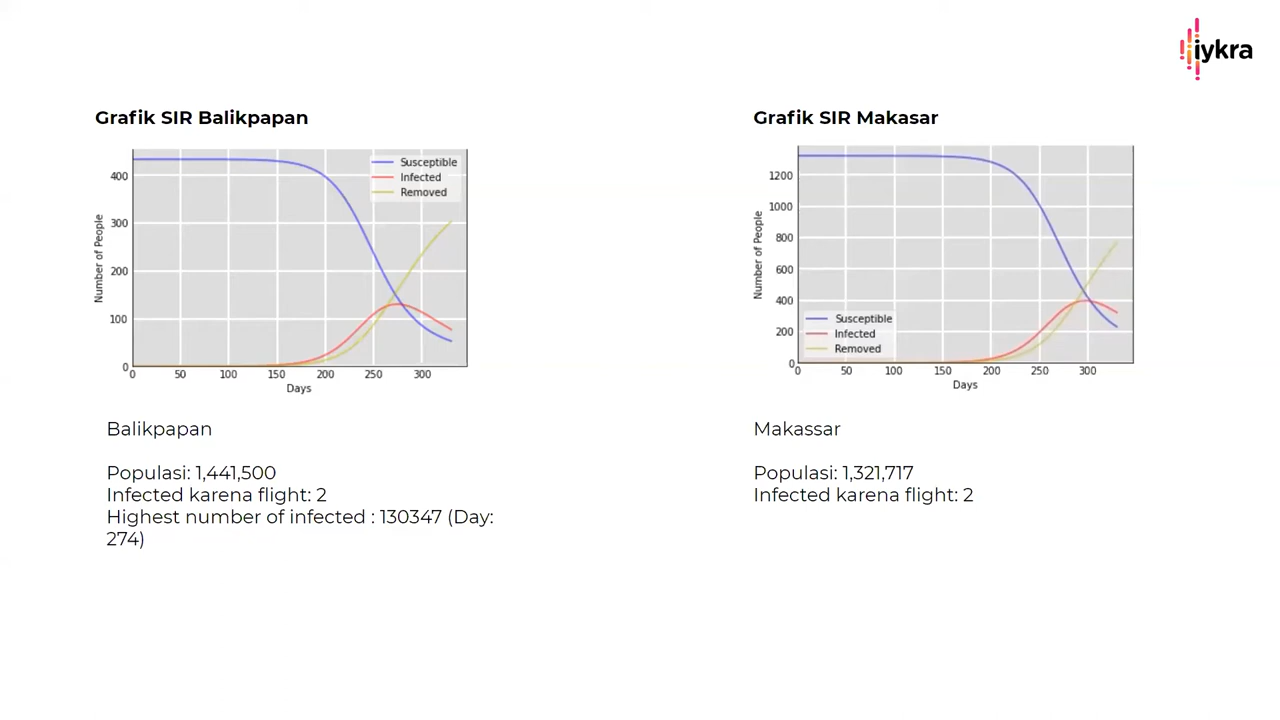 iykra
Grafik SIR Balikpapan
Number of People
400
300
200
100
0
Susceptible
Infected
Removed
0 50 100 150 200 250 300
Days
Balikpapan
Populasi: 1,441,500
Infected karena flight: 2
Highest number of infected : 130347 (Day:
274)
Grafik SIR Makasar
Number of People
1200
1000
800
600
400
200
0
Susceptible
Infected
Removed
0 50 100 150 200 250 300
Days
Makassar
Populasi: 1,321,717
Infected karena flight: 2